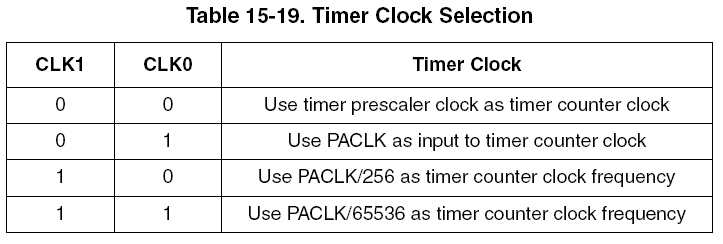 Table 15-19. Timer Clock Selection
CLK1 CLK0 Timer Clock
0 0 Use timer prescaler clock as timer counter clock
0 1 Use PACLK as input to timer counter clock
1 0 Use PACLK/256 as timer counter clock frequency
1 1 Use PACLK/65536 as timer counter clock frequency